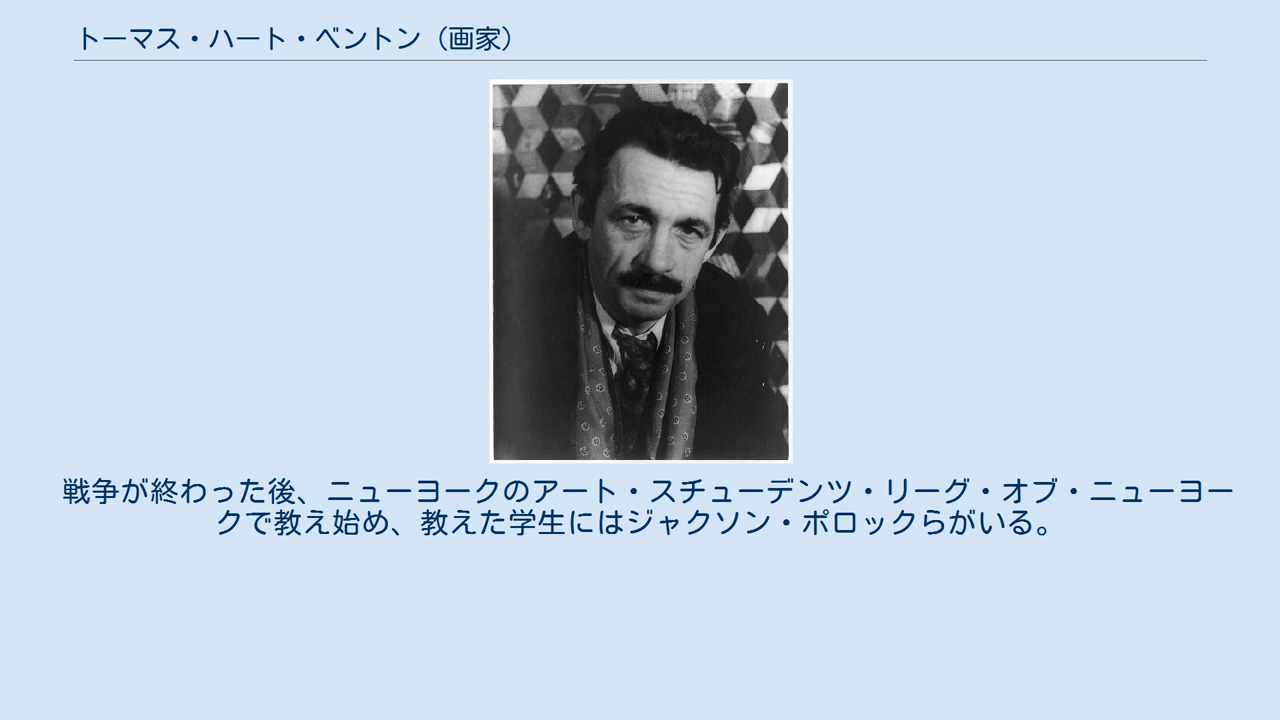 トーマス・ハート・ベントン（画家）
戦争が終わった後、ニューヨークのアート・スチューデンツ・リーグ・オブ・ニューヨー
クで教え始め、教えた学生にはジャクソン・ポロックらがいる。